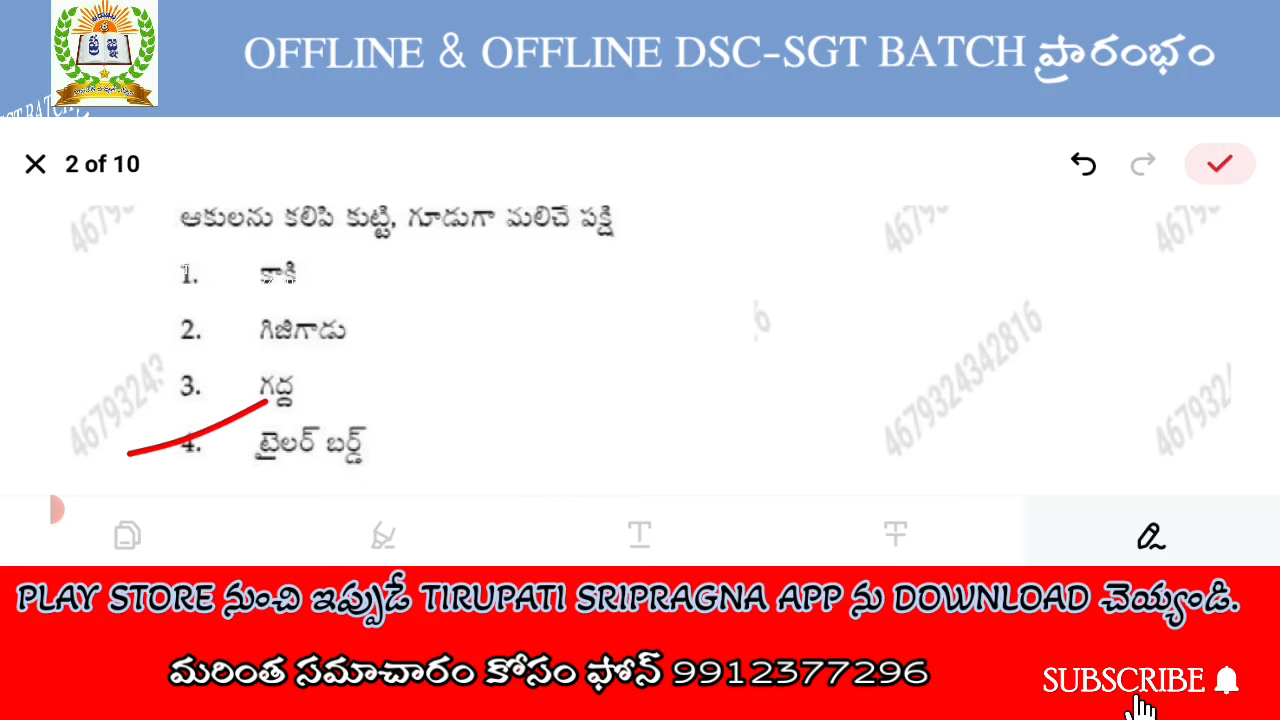 OFFLINE & OFFLINE DSC-SGT BATCH ప్రారంభం
2 of 10
ఆకులను కలిపి కుట్టి, గూడుగా మలిచే పక్షి
1. కాకి
2. గిజిగాడు
3. గద్ద
4. టైలర్ బర్డ్
4679324342816
PLAY STORE నుంచి ఇప్పుడే TIRUPATI SRIPRAGNA APP ను DOWNLOAD చెయ్యండి.
మరింత సమాచారం కోసం ఫోన్ 9912377296
SUBSCRIBE